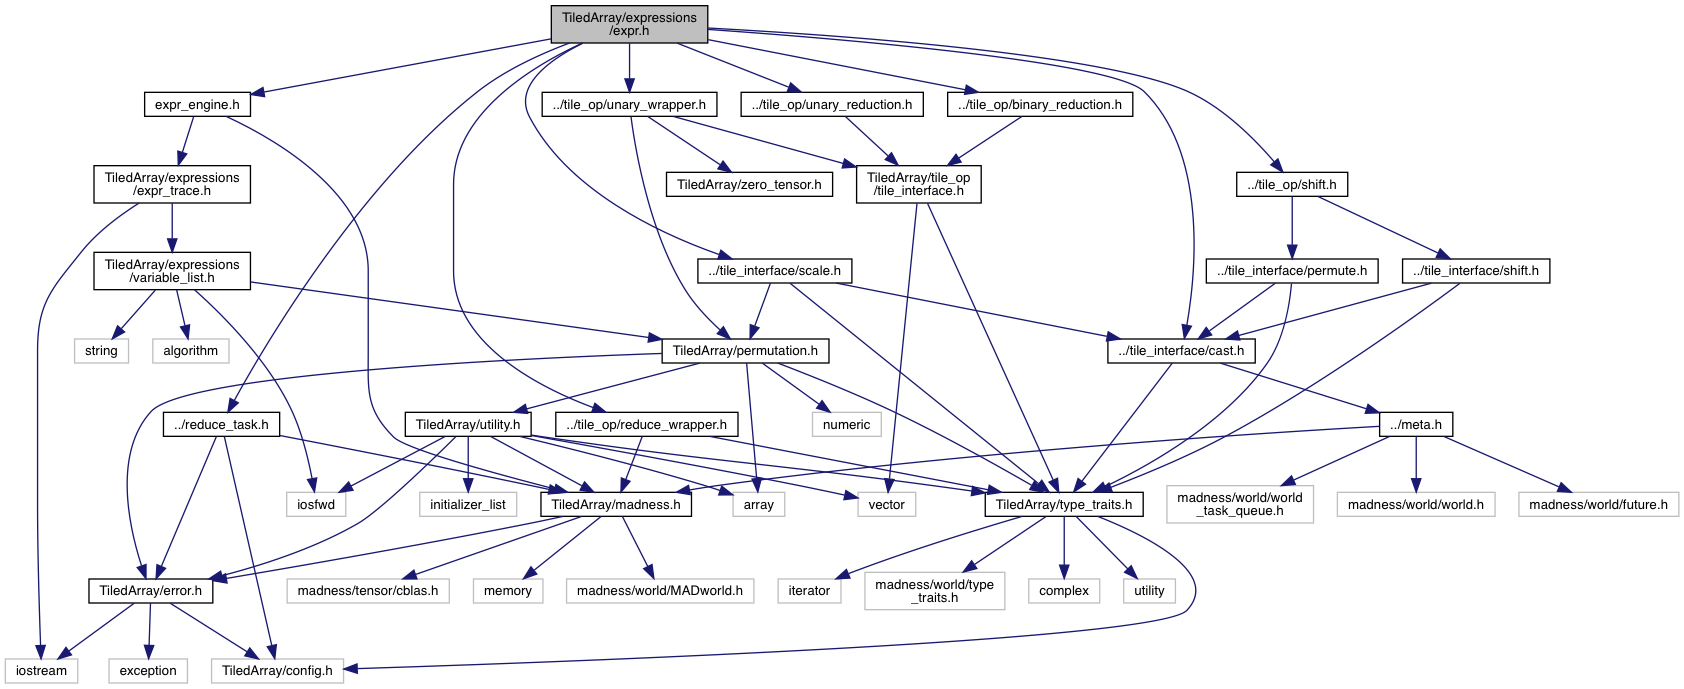 TiledArray/expressions
/expr.h
expr_engine.h
../tile_op/unary_wrapper.h
../tile_op/unary_reduction.h
../tile_op/binary_reduction.h
TiledArray/expressions
/expr_trace.h
TiledArray/zero_tensor.h
TiledArray/tile_op
/tile_interface.h
../tile_op/shift.h
TiledArray/expressions
/variable_list.h
../tile_interface/scale.h
../tile_interface/permute.h
../tile_interface/shift.h
string
algorithm
TiledArray/permutation.h
../tile_interface/cast.h
../reduce_task.h
TiledArray/utility.h
../tile_op/reduce_wrapper.h
numeric
../meta.h
iosfwd
initializer_list
TiledArray/madness.h
array
vector
TiledArray/type_traits.h
madness/world/world
_task_queue.h
madness/world/world.h
madness/world/future.h
TiledArray/error.h
madness/tensor/cblas.h
memory
madness/world/MADworld.h
iterator
madness/world/type
_traits.h
complex
utility
iostream
exception
TiledArray/config.h